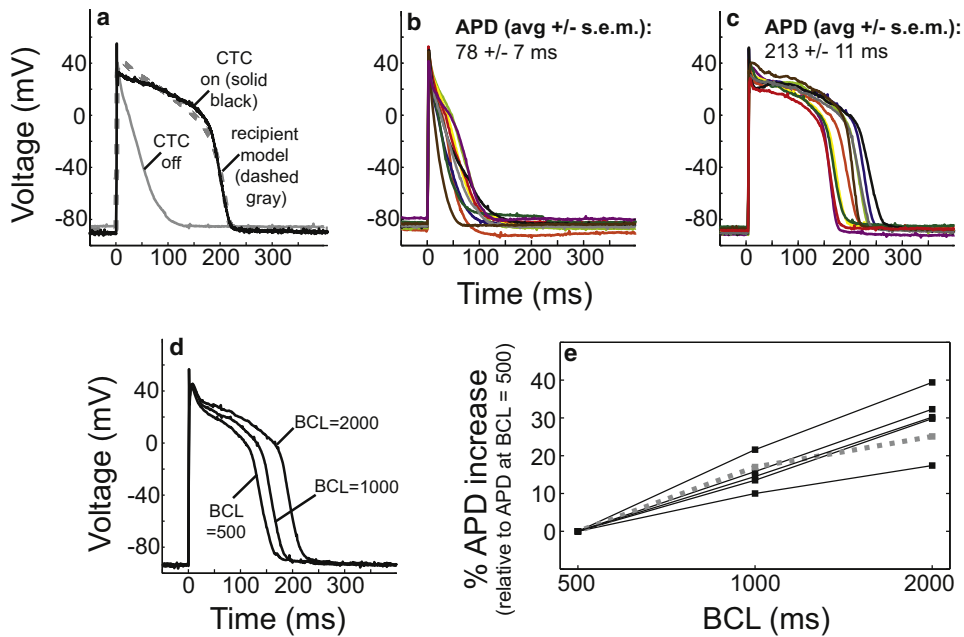 a
Voltage (mV)
40
0
-40
-80
CTC
on (solid
black)
CTC
off
recipient
model
(dashed
gray)
0 100 200 300
b
APD (avg +/- s.e.m.):
78 +/- 7 ms
40
0
-40
-80
0 100 200 300
c
APD (avg +/- s.e.m.):
213 +/- 11 ms
40
0
-40
-80
0 100 200 300
Time (ms)
d
Voltage (mV)
40
0
-40
-80
BCL=2000
BCL=1000
BCL
=500
0 100 200 300
Time (ms)
e
% APD increase
(relative to APD at BCL = 500)
40
30
20
10
0
500 1000 2000
BCL (ms)